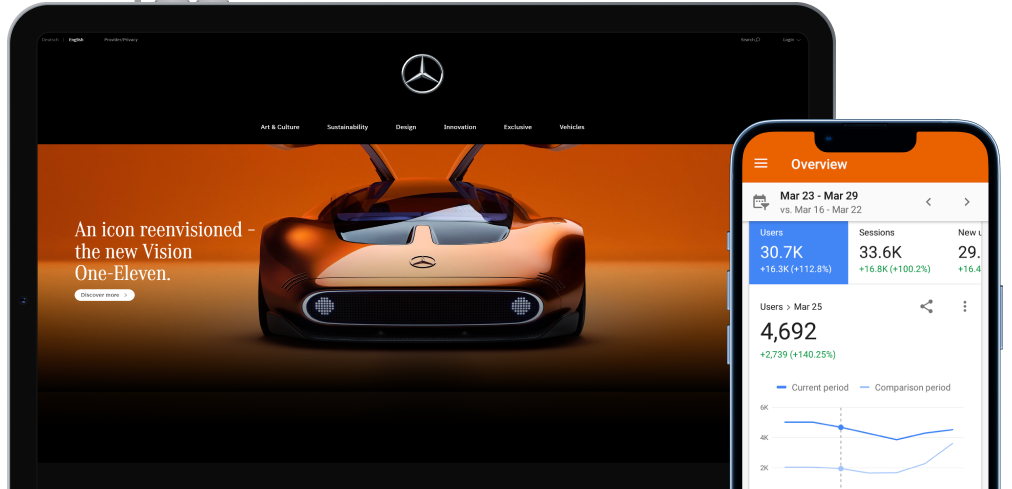 Deutsch | English
Provider/Privacy
Search
Login
Art & Culture
Sustainability
Design
Innovation
Exclusive
Vehicles
An icon reenvisioned –
the new Vision
One-Eleven.
Discover more >
Overview
Mar 23 - Mar 29
vs. Mar 16 - Mar 22
Users
30.7K
+16.3K (+112.8%)
Sessions
33.6K
+16.8K (+100.2%)
New u
29.
+16.4
Users > Mar 25
4,692
+2,739 (+140.25%)
Current period
Comparison period
6K
4K
2K